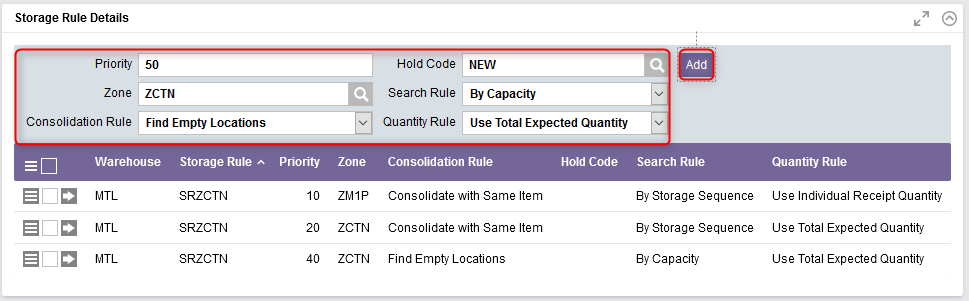 Storage Rule Details
Priority 50 Hold Code NEW Add
Zone ZCTN Search Rule By Capacity
Consolidation Rule Find Empty Locations Quantity Rule Use Total Expected Quantity
Warehouse Storage Rule Priority Zone Consolidation Rule Hold Code Search Rule Quantity Rule
MTL SRZCTN 10 ZM1P Consolidate with Same Item By Storage Sequence Use Individual Receipt Quantity
MTL SRZCTN 20 ZCTN Consolidate with Same Item By Storage Sequence Use Total Expected Quantity
MTL SRZCTN 40 ZCTN Find Empty Locations By Capacity Use Total Expected Quantity